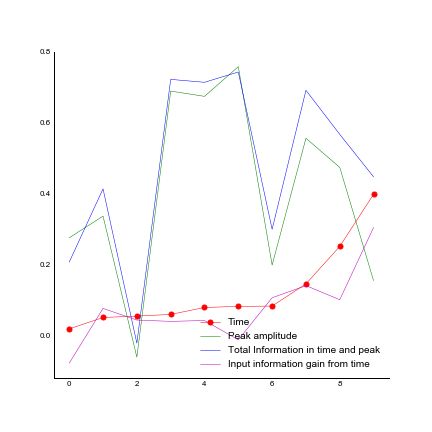 0.8
0.6
0.4
0.2
0.0
Time
Peak amplitude
Total Information in time and peak
Input information gain from time
0 2 4 6 8